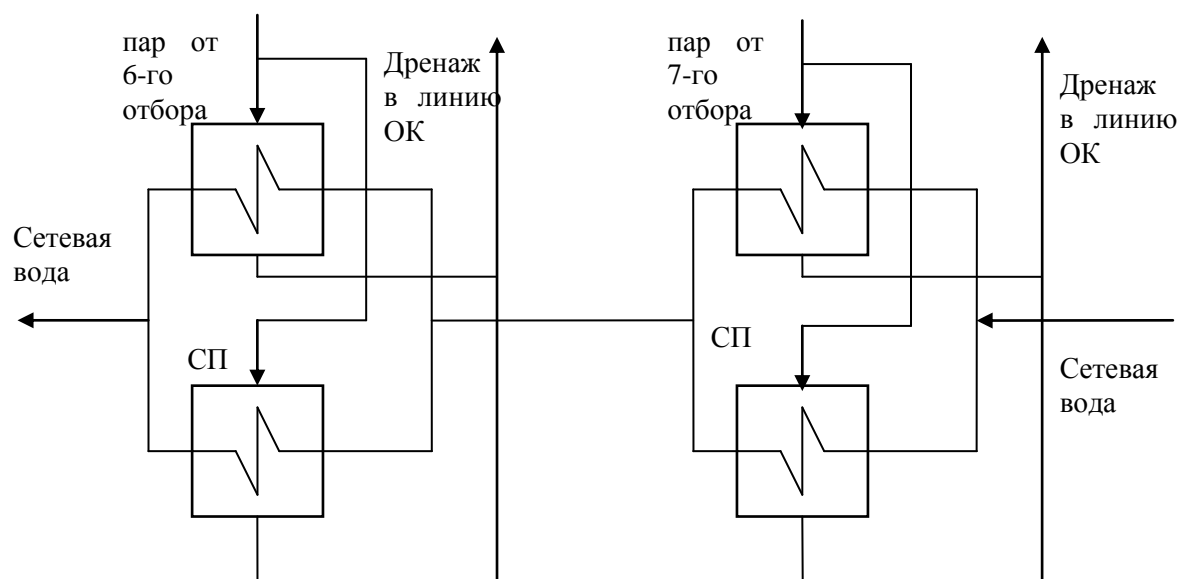 пар от
6-го
отбора
Дренаж
в линию
ОК
пар от
7-го
отбора
Дренаж
в линию
ОК
Сетевая
вода
СП
СП
Сетевая
вода